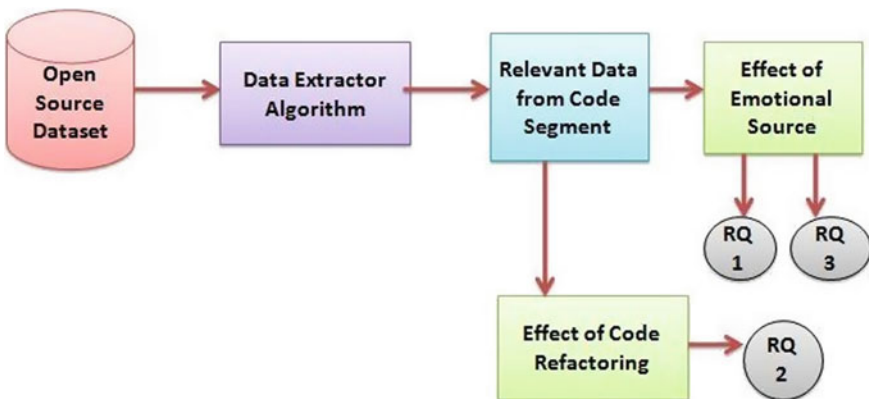 Open
Source
Dataset
Data Extractor
Algorithm
Relevant Data
from Code
Segment
Effect of
Emotional
Source
RQ
1
RQ
3
Effect of Code
Refactoring
RQ
2